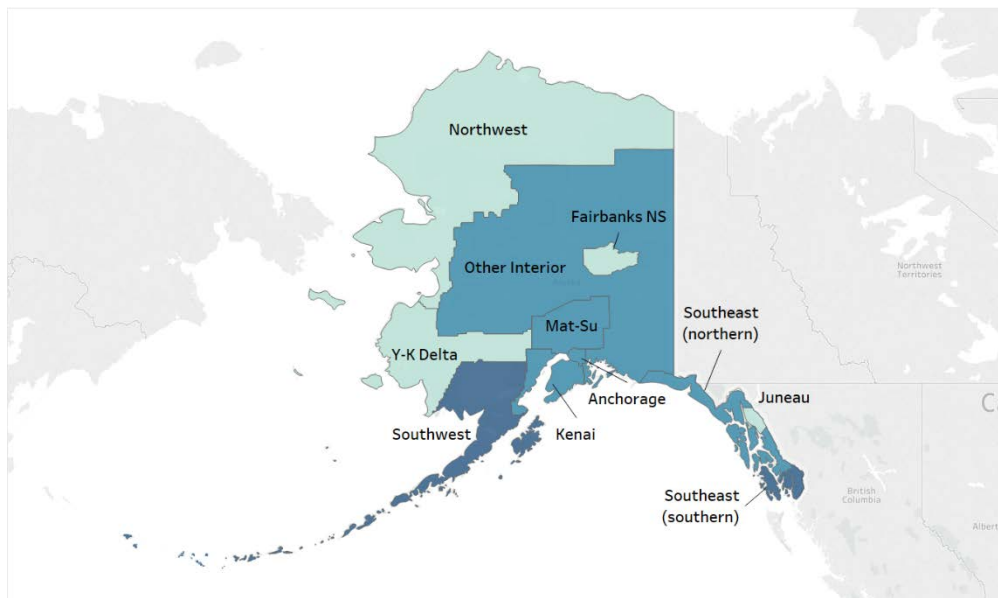 Northwest
Fairbanks NS
Other Interior
Northwest
Territories
Southeast
(northern)
Mat-Su
Y-K Delta
Anchorage
Juneau
C
Southwest
Kenai
Southeast
(southern)
British
Columbia
Albert